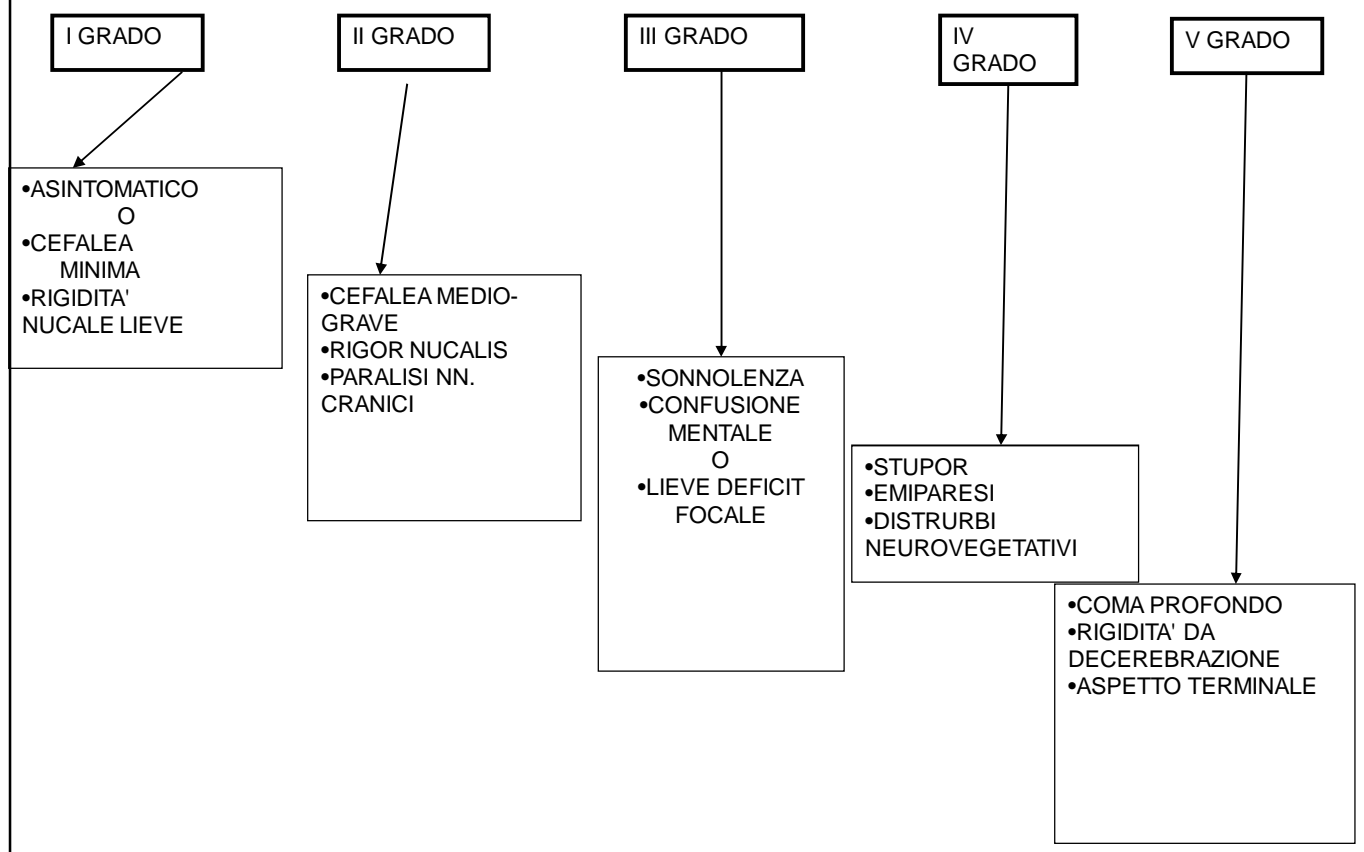 I GRADO
II GRADO
III GRADO
IV
GRADO
V GRADO
•ASINTOMATICO
O
•CEFALEA
MINIMA
•RIGIDITA'
NUCALE LIEVE
•CEFALEA MEDIO-
GRAVE
•RIGOR NUCALIS
•PARALISI NN.
CRANICI
•SONNOLENZA
•CONFUSIONE
MENTALE
O
•LIEVE DEFICIT
FOCALE
•STUPOR
•EMIPARESI
•DISTRURBI
NEUROVEGETATIVI
•COMA PROFONDO
•RIGIDITA' DA
DECEREBRAZIONE
•ASPETTO TERMINALE